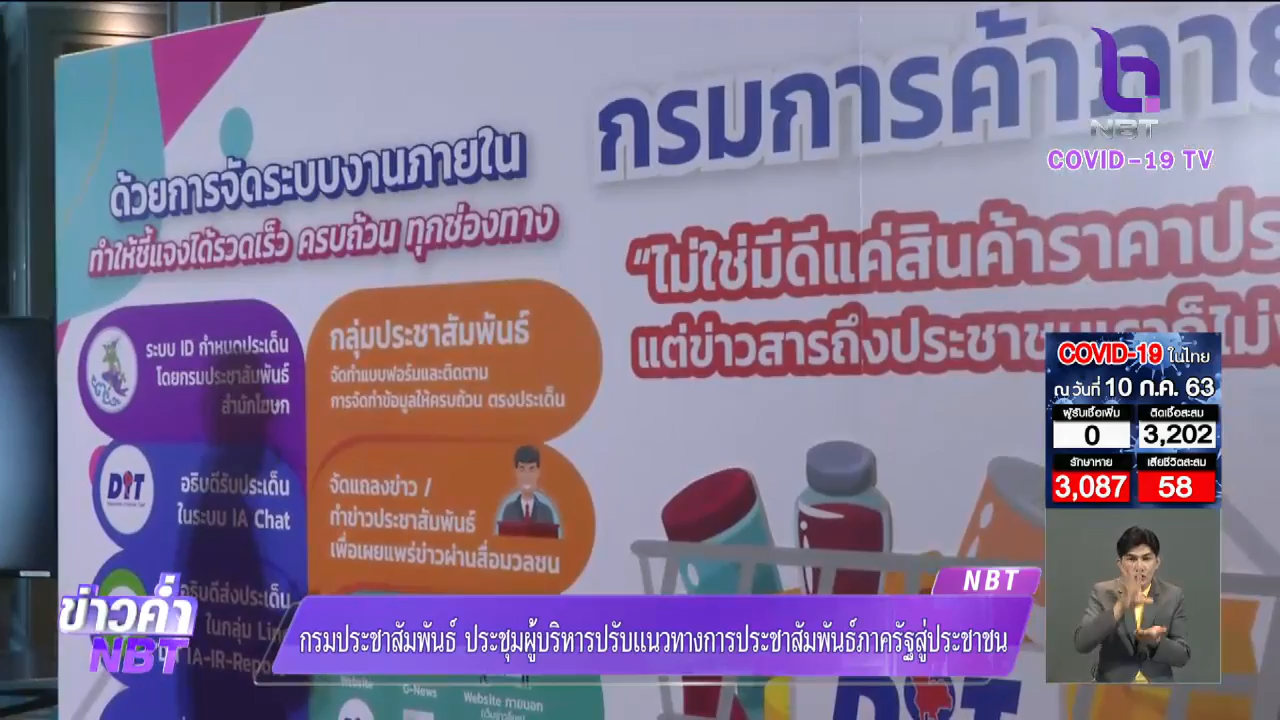 ด้วยการจัดระบบงานภายใน
ทำให้ชี้แจงได้รวดเร็ว ครบถ้วน ทุกช่องทาง
ระบบ ID กำหนดประเด็น
โดยกรมประชาสัมพันธ์
สำนักโฆษก
อธิบดีรับประเด็น
ในระบบ IA Chat
อธิบดีส่งประเด็น
ในกลุ่ม
กลุ่มประชาสัมพันธ์
จัดทำแบบฟอร์มและติดตาม
การจัดทำข้อมูลให้ครบถ้วน ตรงประเด็น
จัดแถลงข่าว /
ทำข่าวประชาสัมพันธ์
เพื่อเผยแพร่ข่าวผ่านสื่อมวลชน
Website
G-News
Website ภายนอก
กรมการค้าภาย
"ไม่ใช่มีดีแค่สินค้าราคาประ
แต่ข่าวสารถึงประชาชน
DIT
DIT
NBT
COVID-19 TV
COVID-19 ในไทย
ณ วันที่ 10 ก.ค. 63
ผู้รับเชื้อเพิ่ม
ติดเชื้อสะสม
0
3,202
รักษาหาย
เสียชีวิตสะสม
3,087
58
NBT
ข่าวค่ำ
NBT
กรมประชาสัมพันธ์ ประชุมผู้บริหารปรับแนวทางการประชาสัมพันธ์ภาครัฐสู่ประชาชน